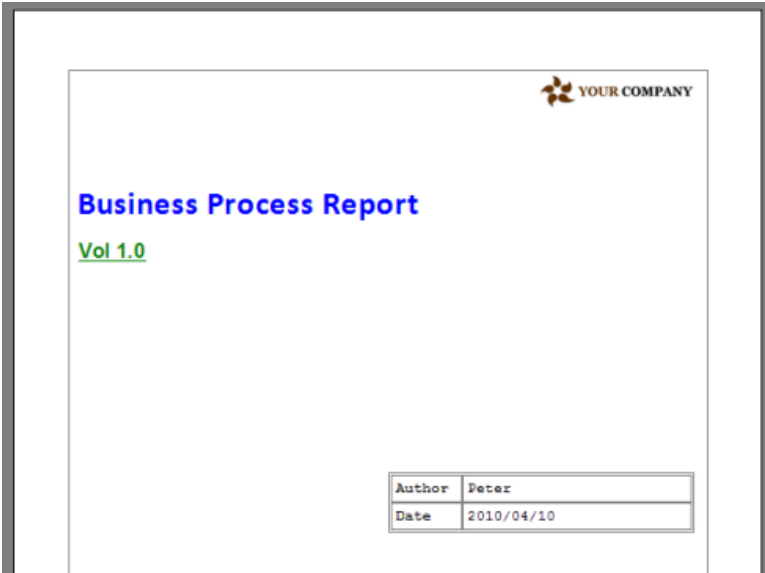 YOUR COMPANY
Business Process Report
Vol 1.0
Author Peter
Date 2010/04/10